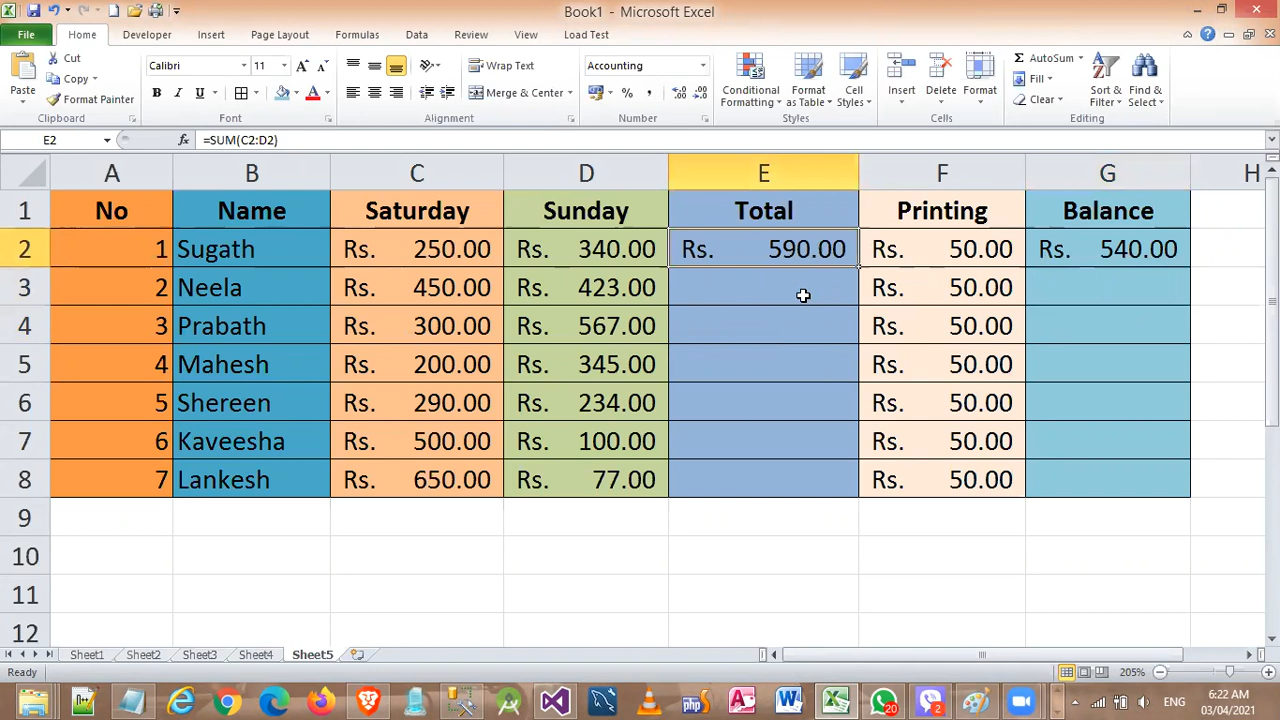 Book1 - Microsoft Excel
File Home Developer Insert Page Layout Formulas Data Review View Load Test
Cut
Copy
Format Painter
Paste
Clipboard
Calibri 11
B I U
Font
Wrap Text
Merge & Center
Alignment
Accounting
%
Number
Conditional Formatting
Format as Table
Cell Styles
Styles
Insert
Delete
Format
Cells
AutoSum
Fill
Clear
Sort & Filter
Find & Select
Editing
E2 fx =SUM(C2:D2)
A B C D E F G H
1 No Name Saturday Sunday Total Printing Balance
2 1 Sugath Rs. 250.00 Rs. 340.00 Rs. 590.00 Rs. 50.00 Rs. 540.00
3 2 Neela Rs. 450.00 Rs. 423.00 Rs. 50.00
4 3 Prabath Rs. 300.00 Rs. 567.00 Rs. 50.00
5 4 Mahesh Rs. 200.00 Rs. 345.00 Rs. 50.00
6 5 Shereen Rs. 290.00 Rs. 234.00 Rs. 50.00
7 6 Kaveesha Rs. 500.00 Rs. 100.00 Rs. 50.00
8 7 Lankesh Rs. 650.00 Rs. 77.00 Rs. 50.00
9
10
11
12
Sheet1 Sheet2 Sheet3 Sheet4 Sheet5
Ready 205%
6:22 AM
03/04/2021